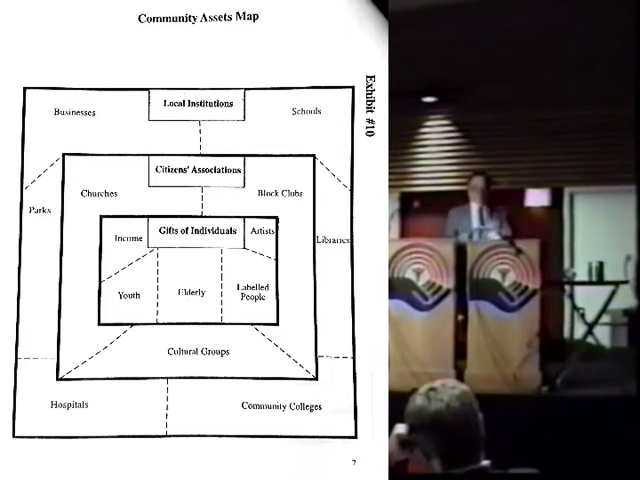 Community Assets Map
Exhibit #10
Local Institutions
Businesses
Schools
Citizens' Associations
Churches
Block Clubs
Parks
Libraries
Gifts of Individuals
Income
Artists
Youth
Elderly
Labelled
People
Cultural Groups
Hospitals
Community Colleges
7